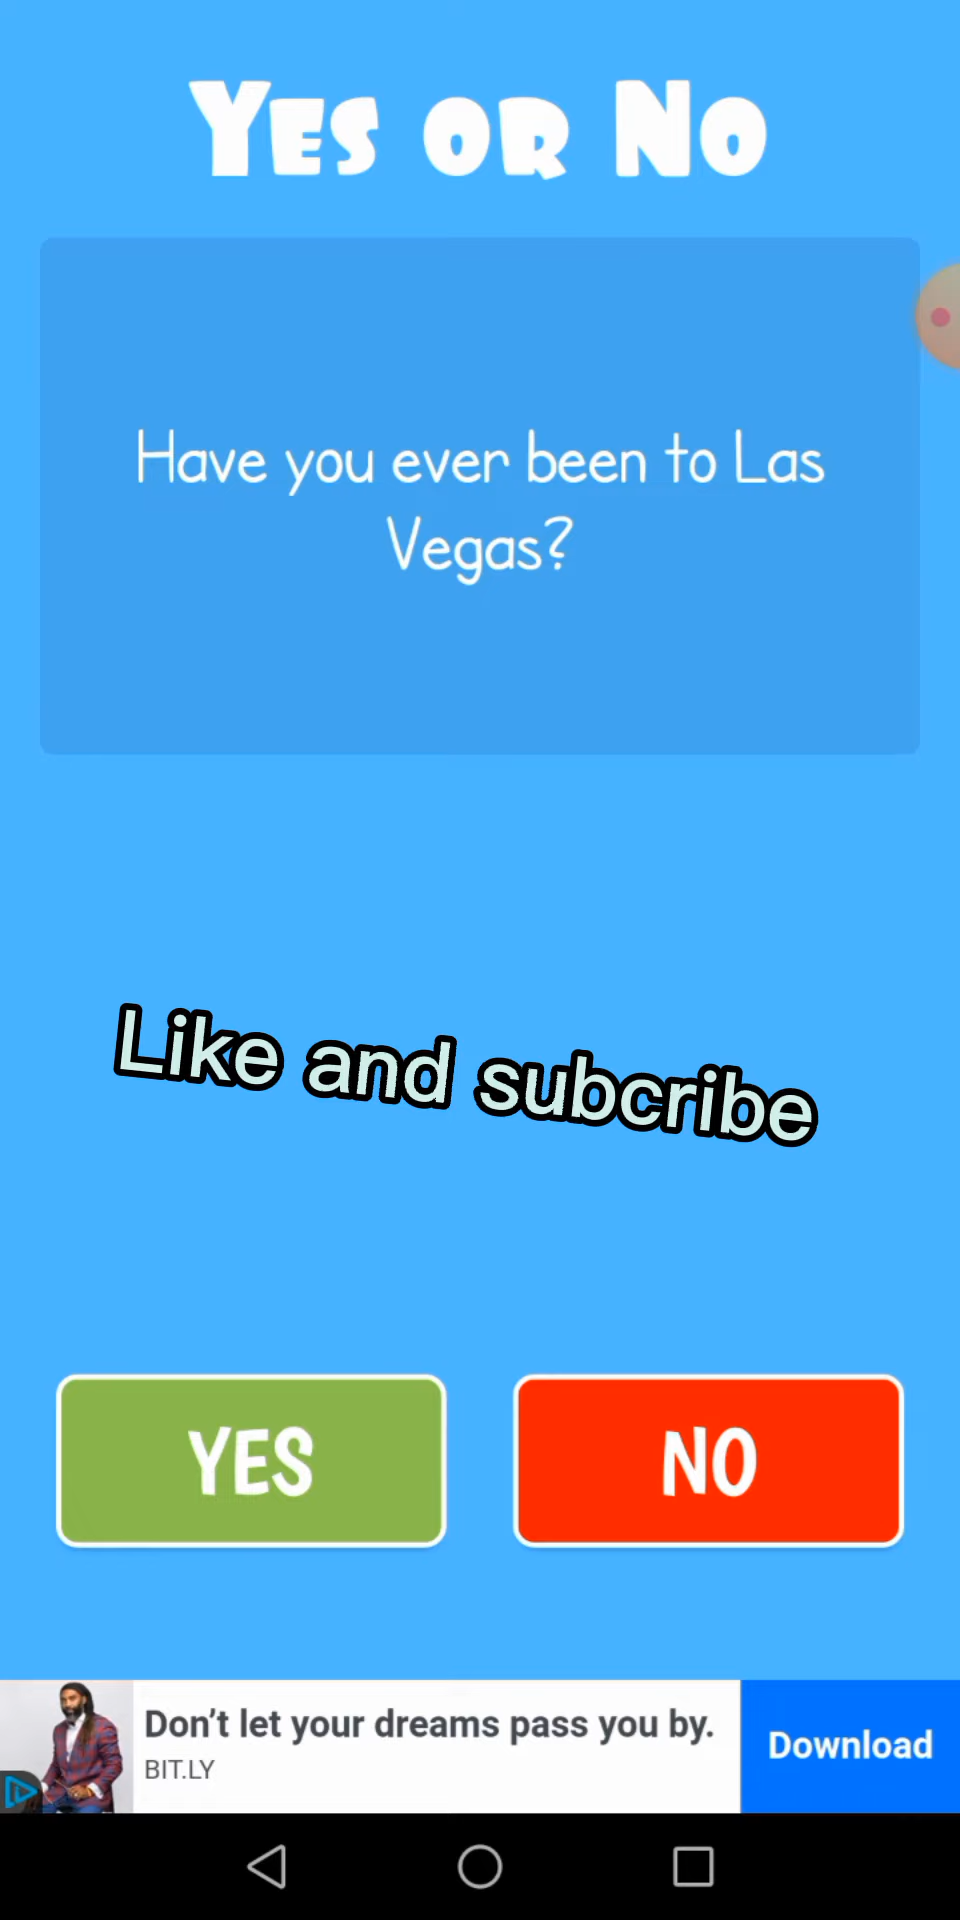 Yes or No
Have you ever been to Las
Vegas?
Like and subcribe
YES
NO
Don’t let your dreams pass you by.
BIT.LY
Download